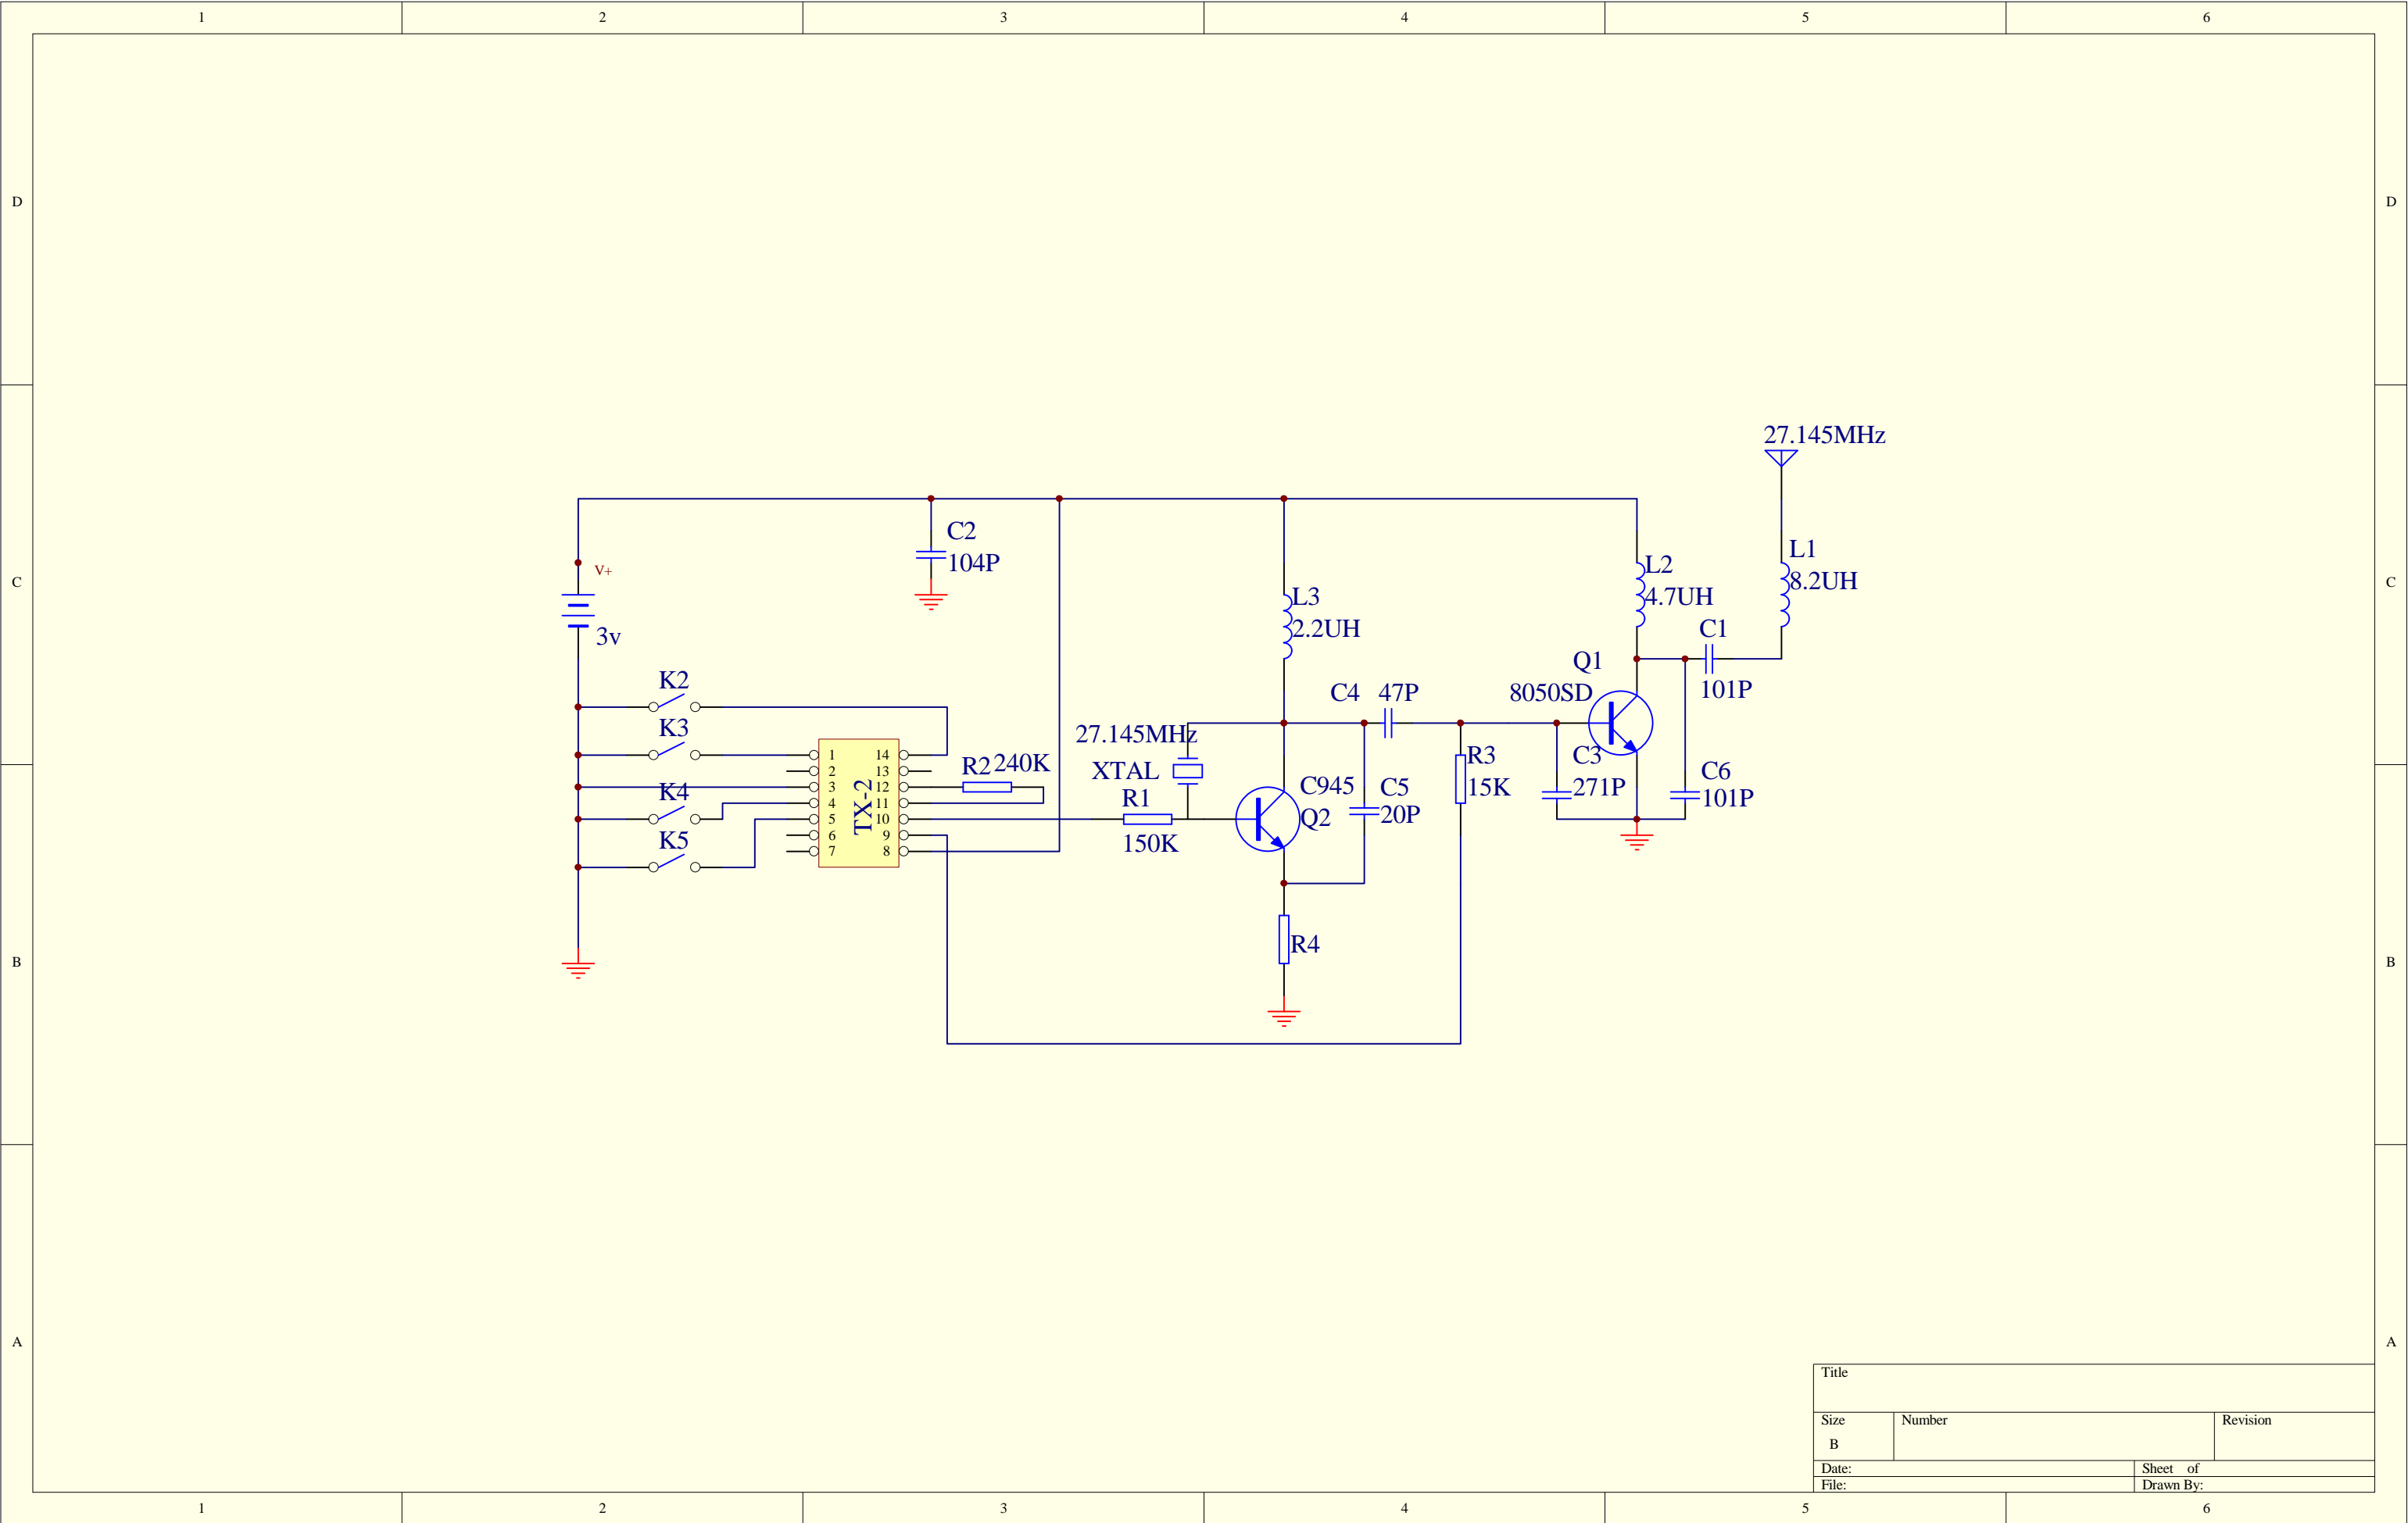 1 2 3 4 5 6
D D
27.145MHz
C2
104P
V+
L1
8.2UH
L2
4.7UH
C C
L3
2.2UH
3v
C1
101P
Q1
8050SD
K2
C4 47P
K3
27.145MHz
XTAL
K4
K5
1 14
2 13
3 12
4 11
5 10
6 9
7 8
TX-2
R2 240K
R1
150K
C945
Q2
C5
20P
R3
15K
C3
271P
C6
101P
R4
B B
A A
Title
Size
B
Number
Revision
Date:
Sheet of
File:
Drawn By:
1 2 3 4 5 6